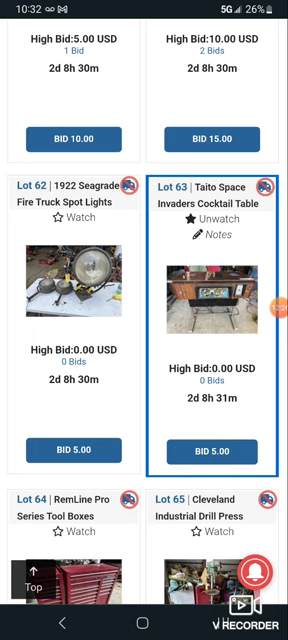 10:32
5G
26%
High Bid:5.00 USD
1 Bid
2d 8h 30m
BID 10.00
High Bid:10.00 USD
2 Bids
2d 8h 30m
BID 15.00
Lot 62 | 1922 Seagrade
Fire Truck Spot Lights
Watch
High Bid:0.00 USD
0 Bids
2d 8h 30m
BID 5.00
Lot 63 | Taito Space
Invaders Cocktail Table
Unwatch
Notes
High Bid:0.00 USD
0 Bids
2d 8h 31m
BID 5.00
Lot 64 | RemLine Pro
Series Tool Boxes
Watch
Lot 65 | Cleveland
Industrial Drill Press
Watch
Top
V RECORDER